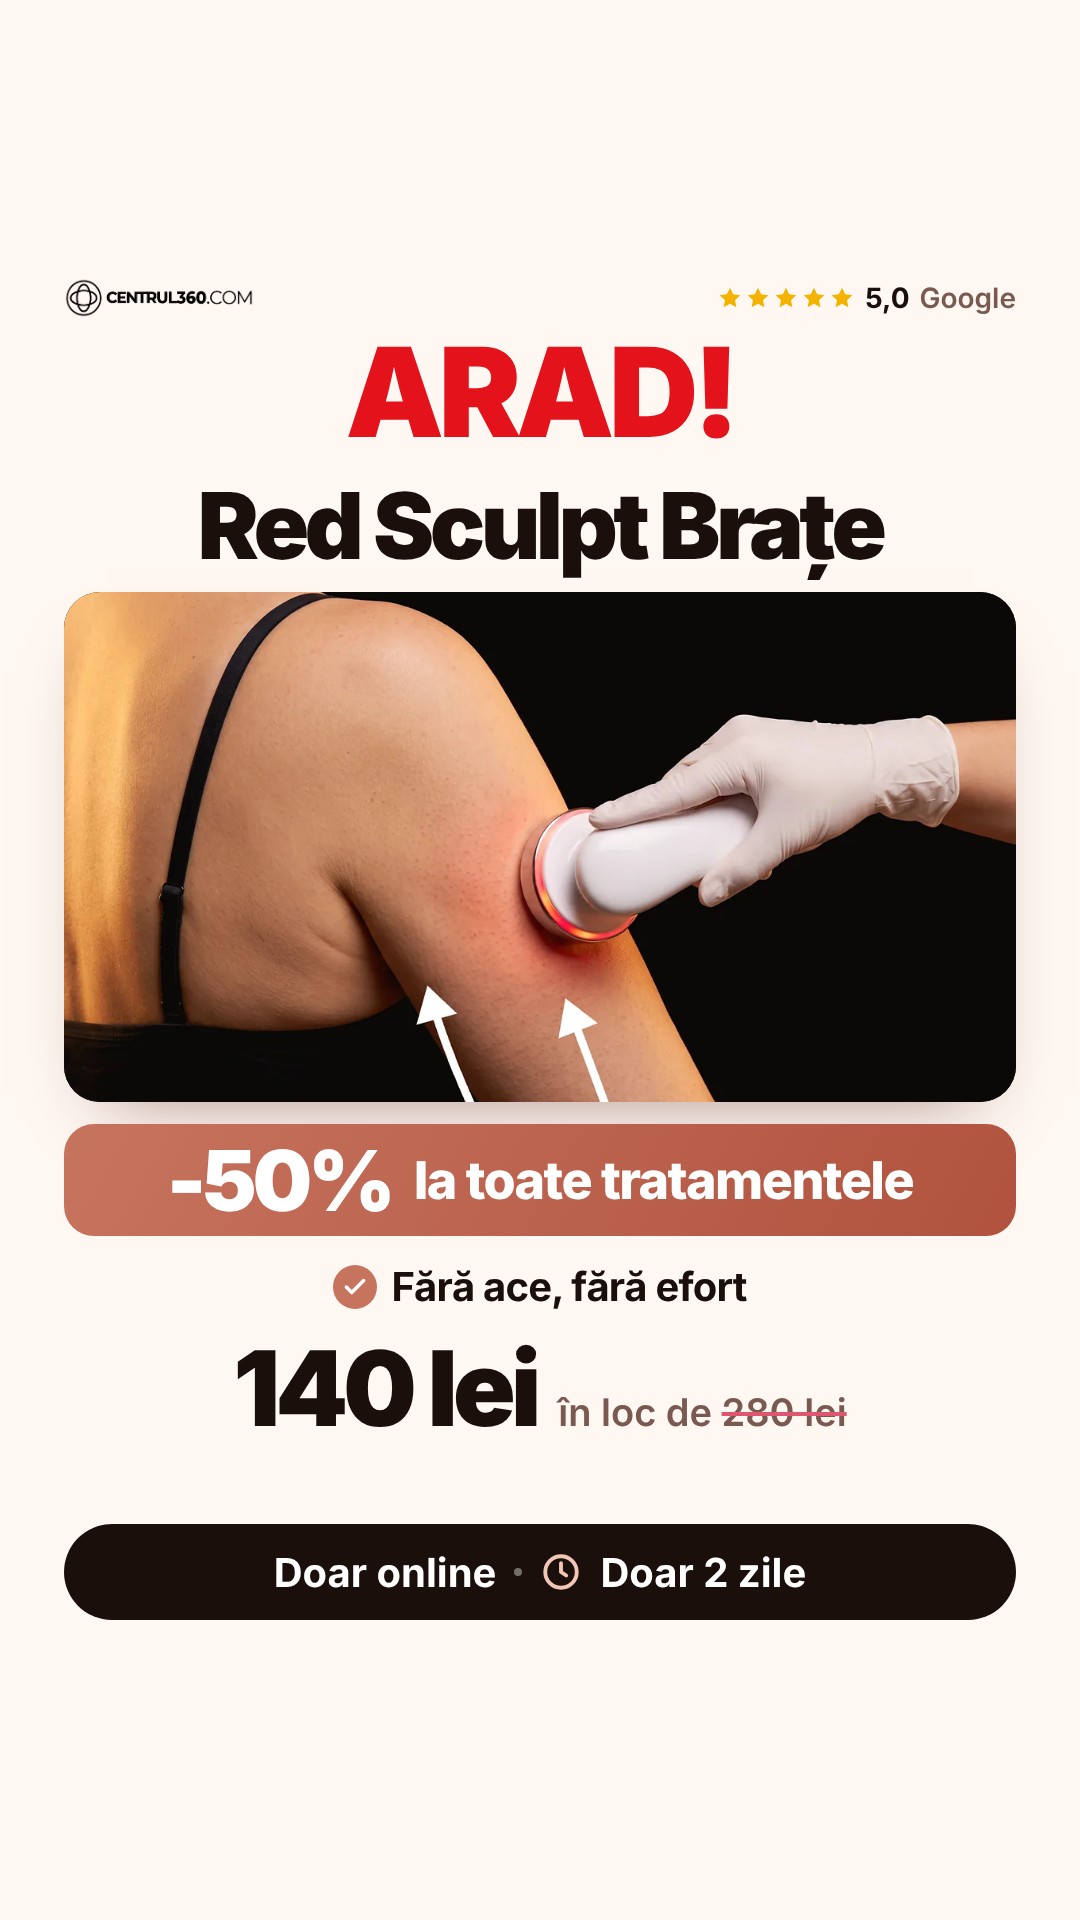 CENTRUL360.COM
5,0 Google
ARAD!
Red Sculpt Brațe
-50% la toate tratamentele
Fără ace, fără efort
140 lei în loc de 280 lei
Doar online • Doar 2 zile